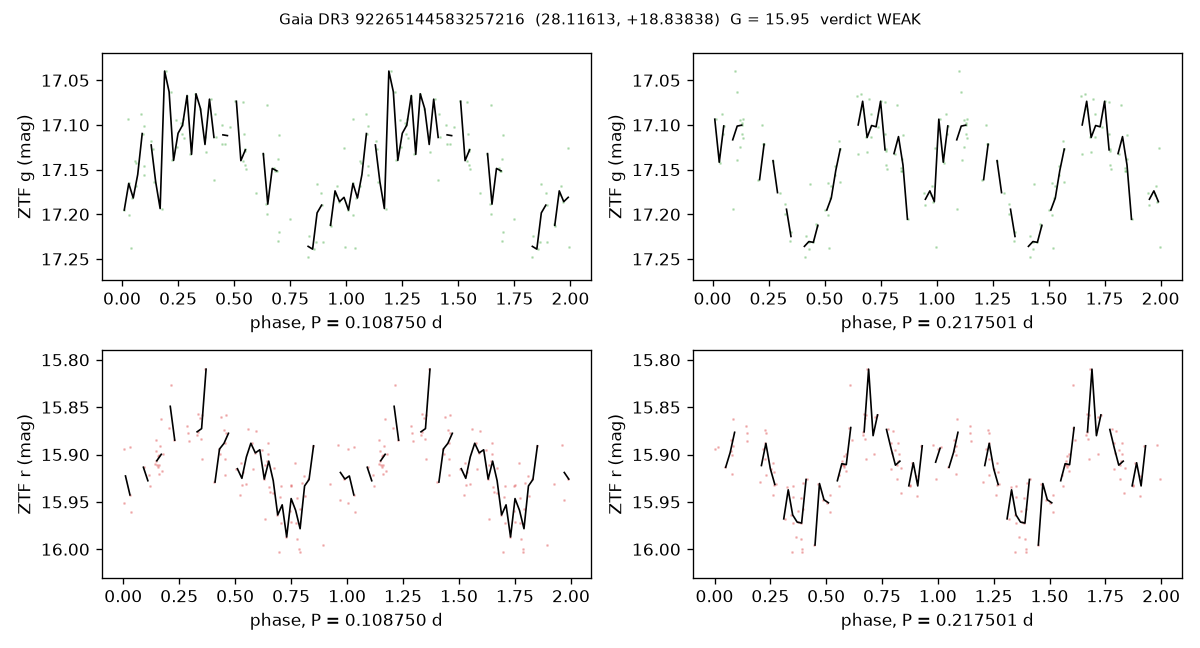 Gaia DR3 92265144583257216  (28.11613, +18.83838)  G = 15.95  verdict WEAK
ZTF g (mag)
17.05
17.10
17.15
17.20
17.25
0.00 0.25 0.50 0.75 1.00 1.25 1.50 1.75 2.00
phase, P = 0.108750 d
ZTF g (mag)
17.05
17.10
17.15
17.20
17.25
0.00 0.25 0.50 0.75 1.00 1.25 1.50 1.75 2.00
phase, P = 0.217501 d
ZTF r (mag)
15.80
15.85
15.90
15.95
16.00
0.00 0.25 0.50 0.75 1.00 1.25 1.50 1.75 2.00
phase, P = 0.108750 d
ZTF r (mag)
15.80
15.85
15.90
15.95
16.00
0.00 0.25 0.50 0.75 1.00 1.25 1.50 1.75 2.00
phase, P = 0.217501 d